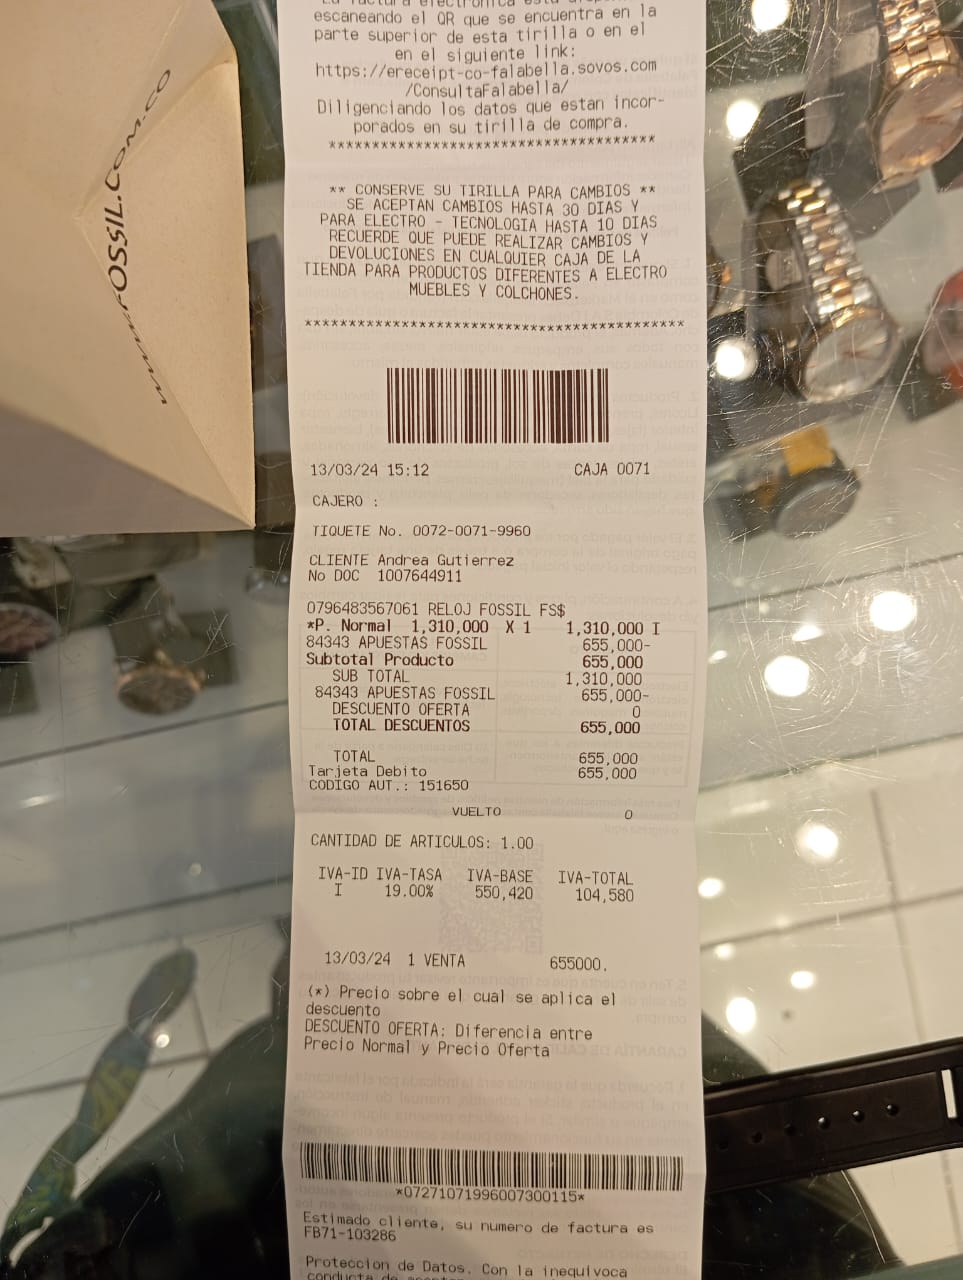 escaneando el QR que se encuentra en la
parte superior de esta tirilla o en el
en el siguiente link:
https://ereceipt-co-falabella.sovos.com
/ConsultaFalabella/
Diligenciando los datos que estan incor-
porados en su tirilla de compra.
***************************************
** CONSERVE SU TIRILLA PARA CAMBIOS **
SE ACEPTAN CAMBIOS HASTA 30 DIAS Y
PARA ELECTRO - TECNOLOGIA HASTA 10 DIAS
RECUERDE QUE PUEDE REALIZAR CAMBIOS Y
DEVOLUCIONES EN CUALQUIER CAJA DE LA
TIENDA PARA PRODUCTOS DIFERENTES A ELECTRO
MUEBLES Y COLCHONES.
******************************************
13/03/24 15:12 CAJA 0071
CAJERO :
TIQUETE No. 0072-0071-9960
CLIENTE Andrea Gutierrez
No DOC 1007644911
0796483567061 RELOJ FOSSIL FS$
*P. Normal 1,310,000 X 1 1,310,000 I
84343 APUESTAS FOSSIL 655,000-
Subtotal Producto 655,000
SUB TOTAL 1,310,000
84343 APUESTAS FOSSIL 655,000-
DESCUENTO OFERTA 0
TOTAL DESCUENTOS 655,000
TOTAL 655,000
Tarjeta Debito 655,000
CODIGO AUT.: 151650
VUELTO 0
CANTIDAD DE ARTICULOS: 1.00
IVA-ID IVA-TASA IVA-BASE IVA-TOTAL
I 19.00% 550,420 104,580
13/03/24 1 VENTA 655000.
(*) Precio sobre el cual se aplica el
descuento
DESCUENTO OFERTA: Diferencia entre
Precio Normal y Precio Oferta
*07271071996007300115*
Estimado cliente, su numero de factura es
FB71-103286
Proteccion de Datos. Con la inequivoca
www.FOSSIL.COM.CO